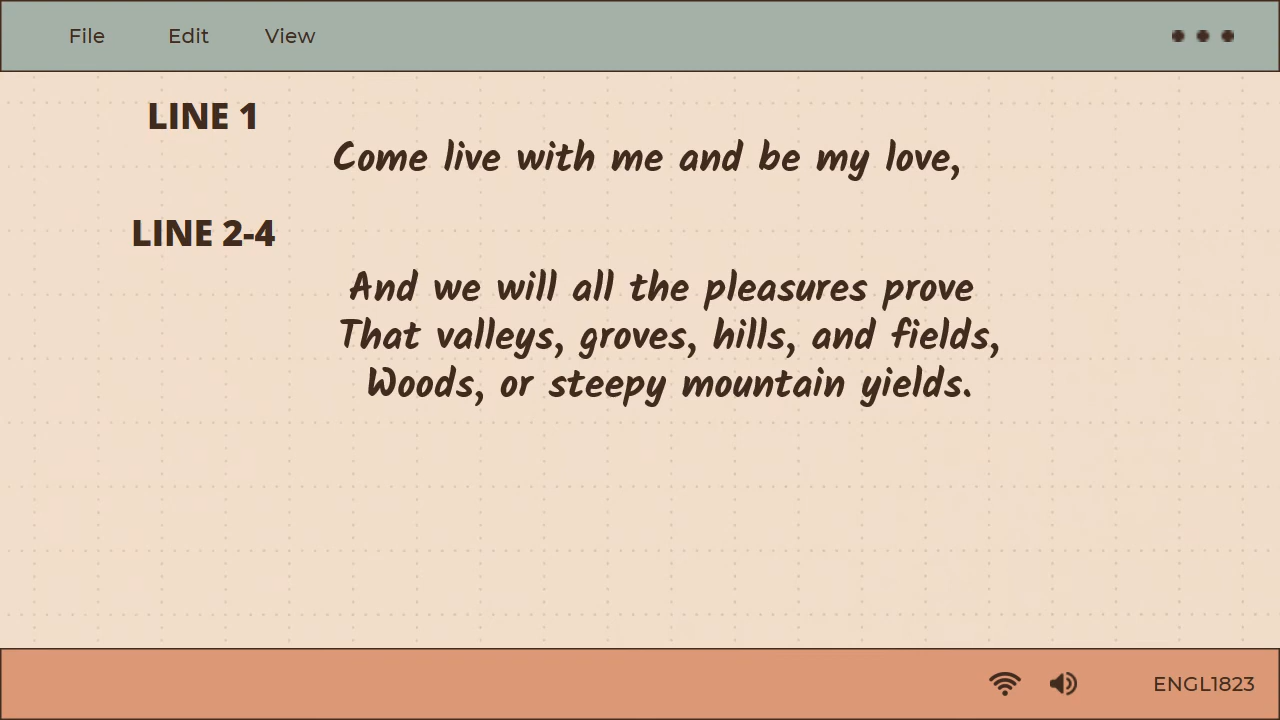 File Edit View
LINE 1
Come live with me and be my love,
LINE 2-4
And we will all the pleasures prove
That valleys, groves, hills, and fields,
Woods, or steepy mountain yields.
ENGL1823